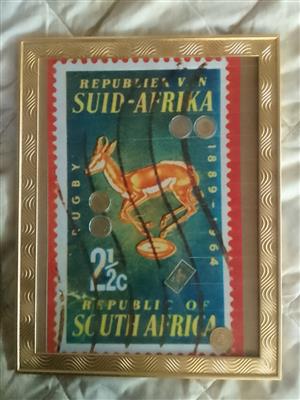 REPUBLIEK VAN
SUID-AFRIKA
RUGBY
1889-1964
2½c
REPUBLIC OF
SOUTH AFRICA